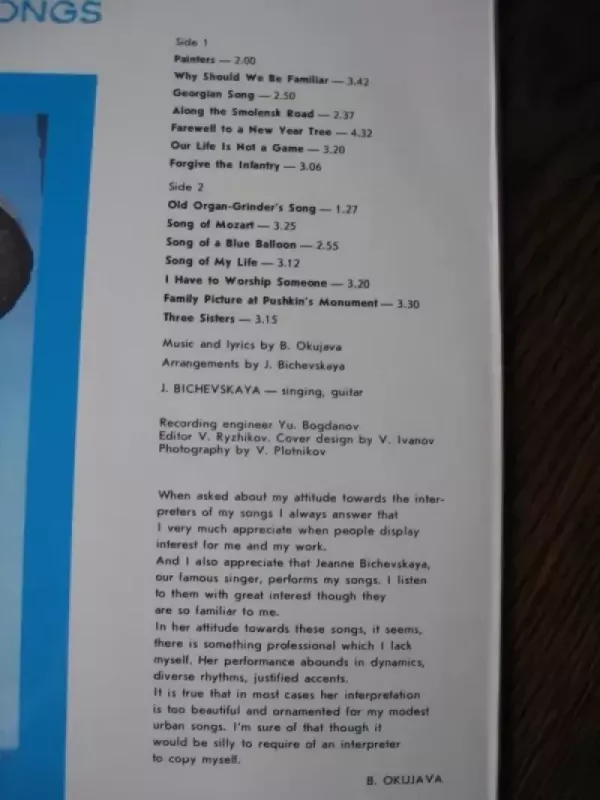 ONGS
Side 1
Painters — 2.00
Why Should We Be Familiar — 3.42
Georgian Song — 2.50
Along the Smolensk Road — 2.37
Farewell to a New Year Tree — 4.32
Our Life Is Not a Game — 3.20
Forgive the Infantry — 3.06
Side 2
Old Organ-Grinder's Song — 1.27
Song of Mozart — 3.25
Song of a Blue Balloon — 2.55
Song of My Life — 3.12
I Have to Worship Someone — 3.20
Family Picture at Pushkin's Monument — 3.30
Three Sisters — 3.15
Music and lyrics by B. Okujava
Arrangements by J. Bichevskaya
J. BICHEVSKAYA — singing, guitar
Recording engineer Yu. Bogdanov
Editor V. Ryzhikov. Cover design by V. Ivanov
Photography by V. Plotnikov
When asked about my attitude towards the inter-
preters of my songs I always answer that
I very much appreciate when people display
interest for me and my work.
And I also appreciate that Jeanne Bichevskaya,
our famous singer, performs my songs. I listen
to them with great interest though they
are so familiar to me.
In her attitude towards these songs, it seems,
there is something professional which I lack
myself. Her performance abounds in dynamics,
diverse rhythms, justified accents.
It is true that in most cases her interpretation
is too beautiful and ornamented for my modest
urban songs. I'm sure of that though it
would be silly to require of an interpreter
to copy myself.
B. OKUJAVA